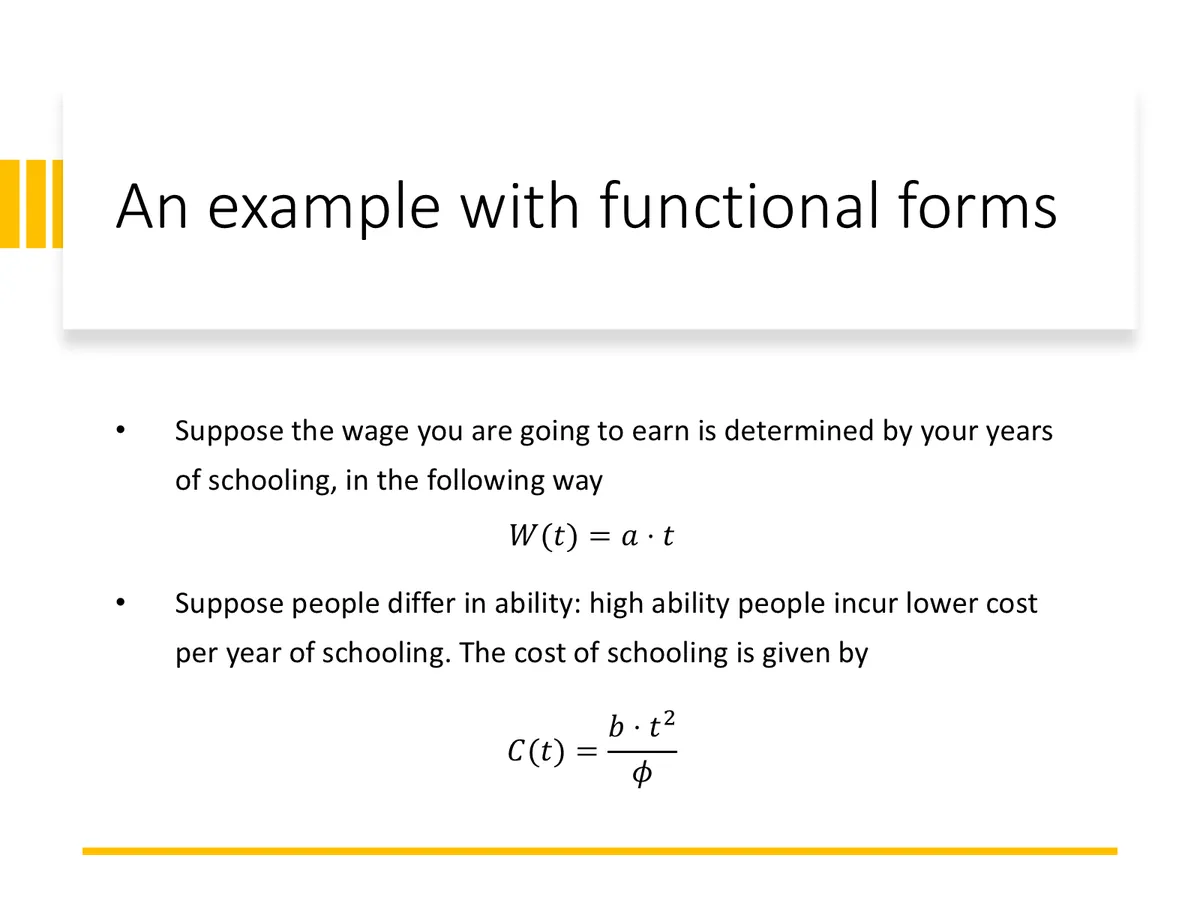 An example with functional forms
• Suppose the wage you are going to earn is determined by your years
of schooling, in the following way
𝑊(𝑡) = 𝑎 · 𝑡
• Suppose people differ in ability: high ability people incur lower cost
per year of schooling. The cost of schooling is given by
𝐶(𝑡) = 𝑏 · 𝑡² / 𝜙